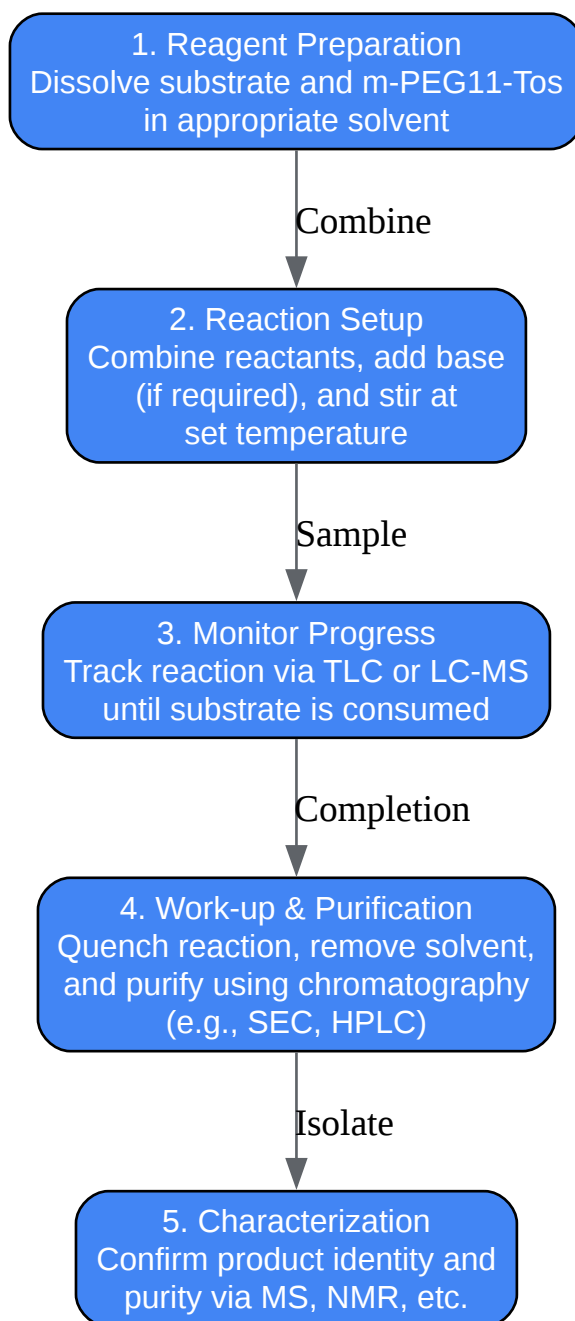 1. Reagent Preparation
Dissolve substrate and m-PEG11-Tos
in appropriate solvent
Combine
2. Reaction Setup
Combine reactants, add base
(if required), and stir at
set temperature
Sample
3. Monitor Progress
Track reaction via TLC or LC-MS
until substrate is consumed
Completion
4. Work-up & Purification
Quench reaction, remove solvent,
and purify using chromatography
(e.g., SEC, HPLC)
Isolate
5. Characterization
Confirm product identity and
purity via MS, NMR, etc.